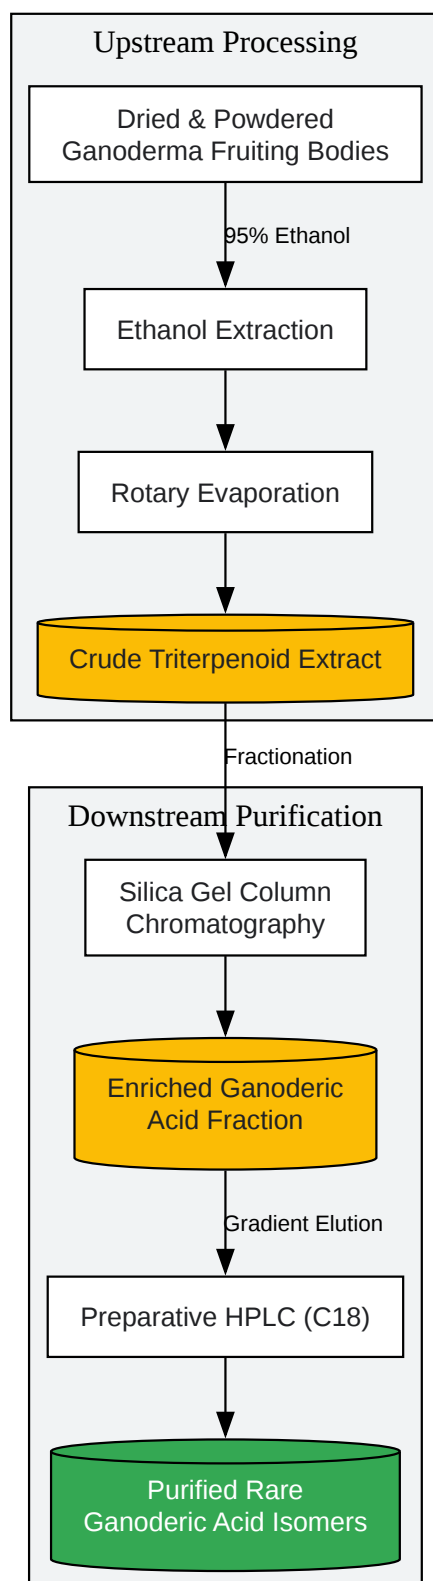 Upstream Processing
Dried & Powdered
Ganoderma Fruiting Bodies
95% Ethanol
Ethanol Extraction
Rotary Evaporation
Crude Triterpenoid Extract
Fractionation
Downstream Purification
Silica Gel Column
Chromatography
Enriched Ganoderic
Acid Fraction
Gradient Elution
Preparative HPLC (C18)
Purified Rare
Ganoderic Acid Isomers